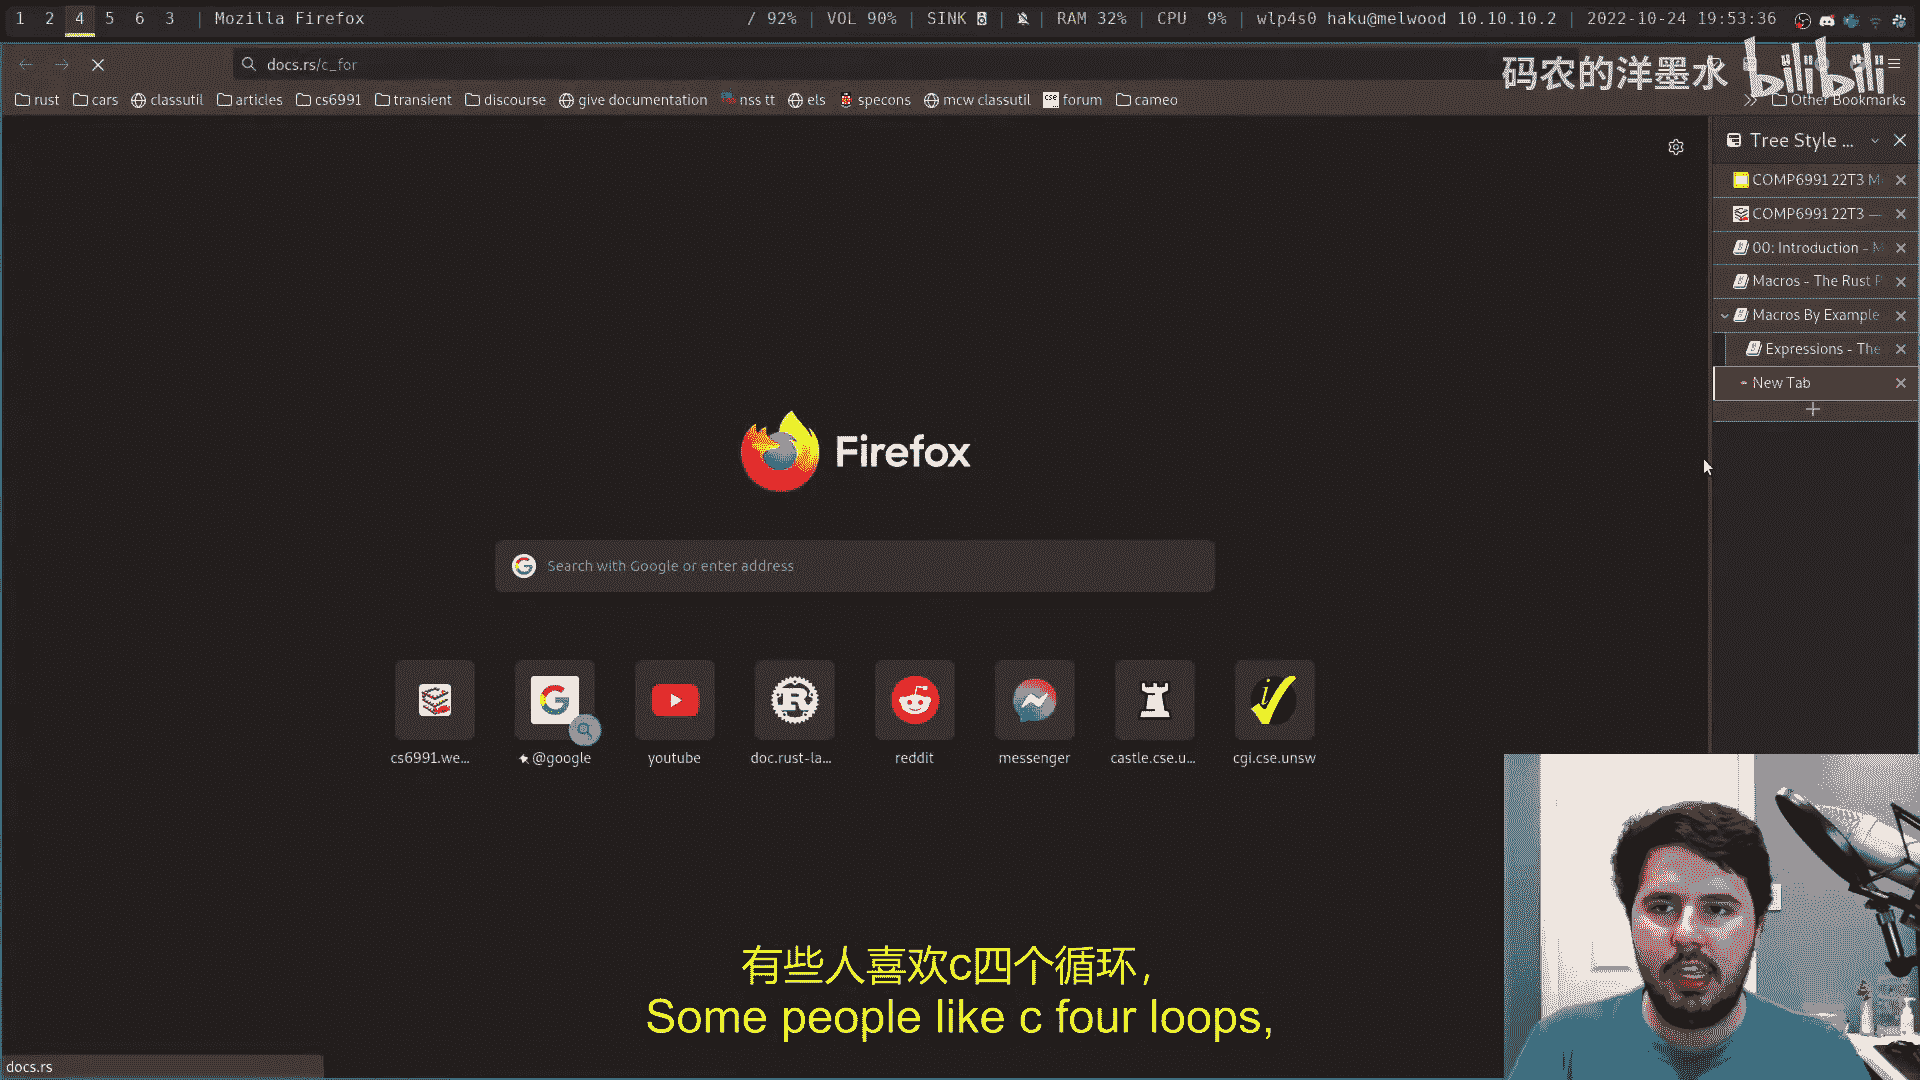 1 2 4 5 6 3 | Mozilla Firefox
/ 92% | VOL 90% | SINK | | RAM 32% | CPU 9% | wlp4s0 haku@melwood 10.10.10.2 | 2022-10-24 19:53:36
docs.rs/c_for
码农的洋墨水 bilibili
rust cars classutil articles cs6991 transient discourse give documentation nss tt els specons mcw classutil forum cameo
Other Bookmarks
Tree Style ...
COMP6991 22T3 M
COMP6991 22T3 —
00: Introduction -
Macros - The Rust P
Macros By Example
Expressions - The
New Tab
Firefox
Search with Google or enter address
cs6991.we...
@google
youtube
doc.rust-la...
reddit
messenger
castle.cse.u...
cgi.cse.unsw
有些人喜欢c四个循环,
Some people like c four loops,
docs.rs